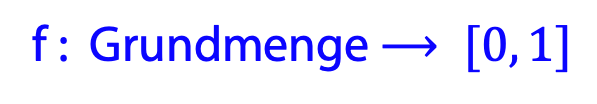 f : Grundmenge ⟶ [0, 1]